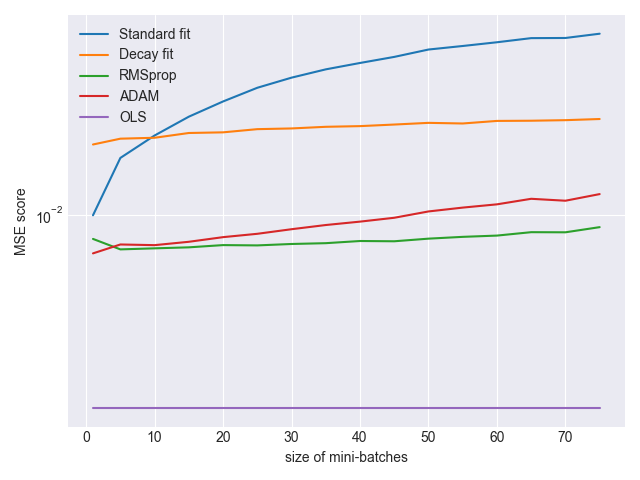 Standard fit
Decay fit
RMSprop
ADAM
OLS
MSE score
10⁻²
0 10 20 30 40 50 60 70
size of mini-batches